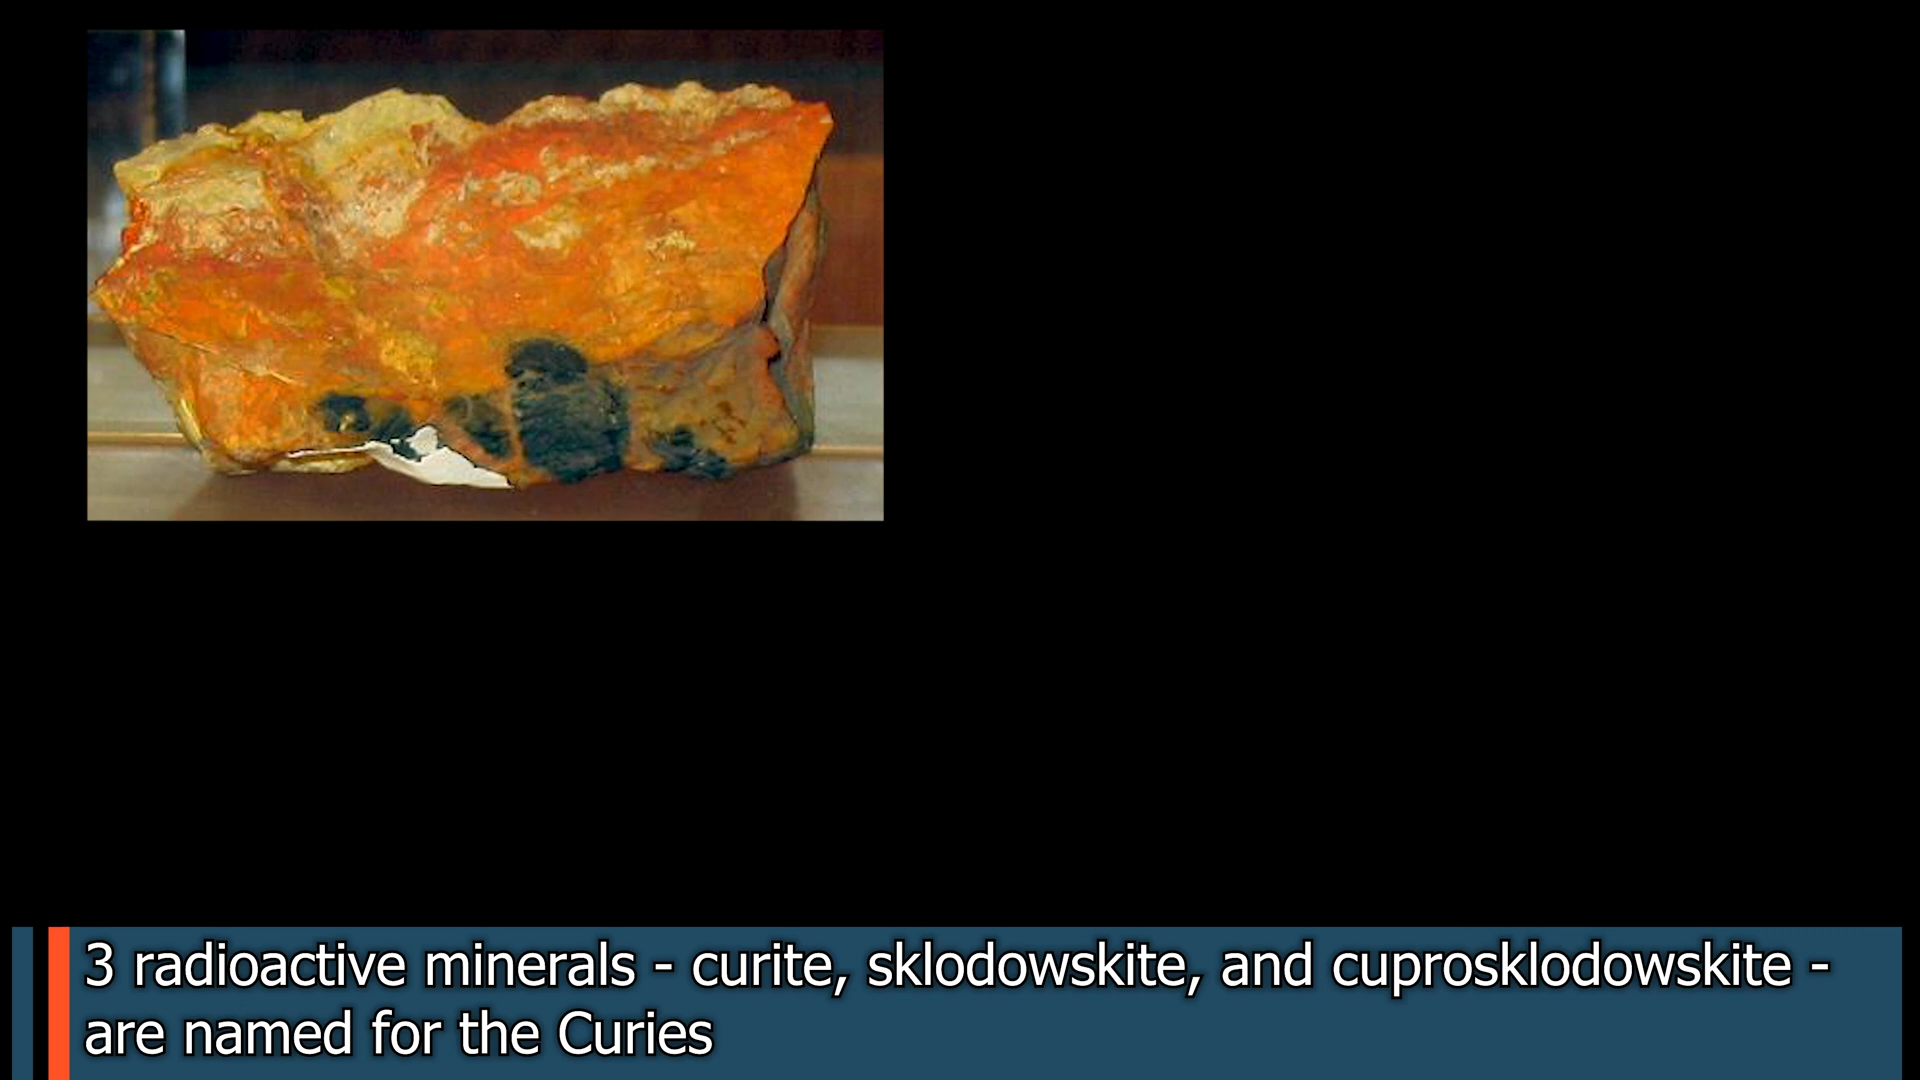 3 radioactive minerals - curite, sklodowskite, and cuprosklodowskite -
are named for the Curies